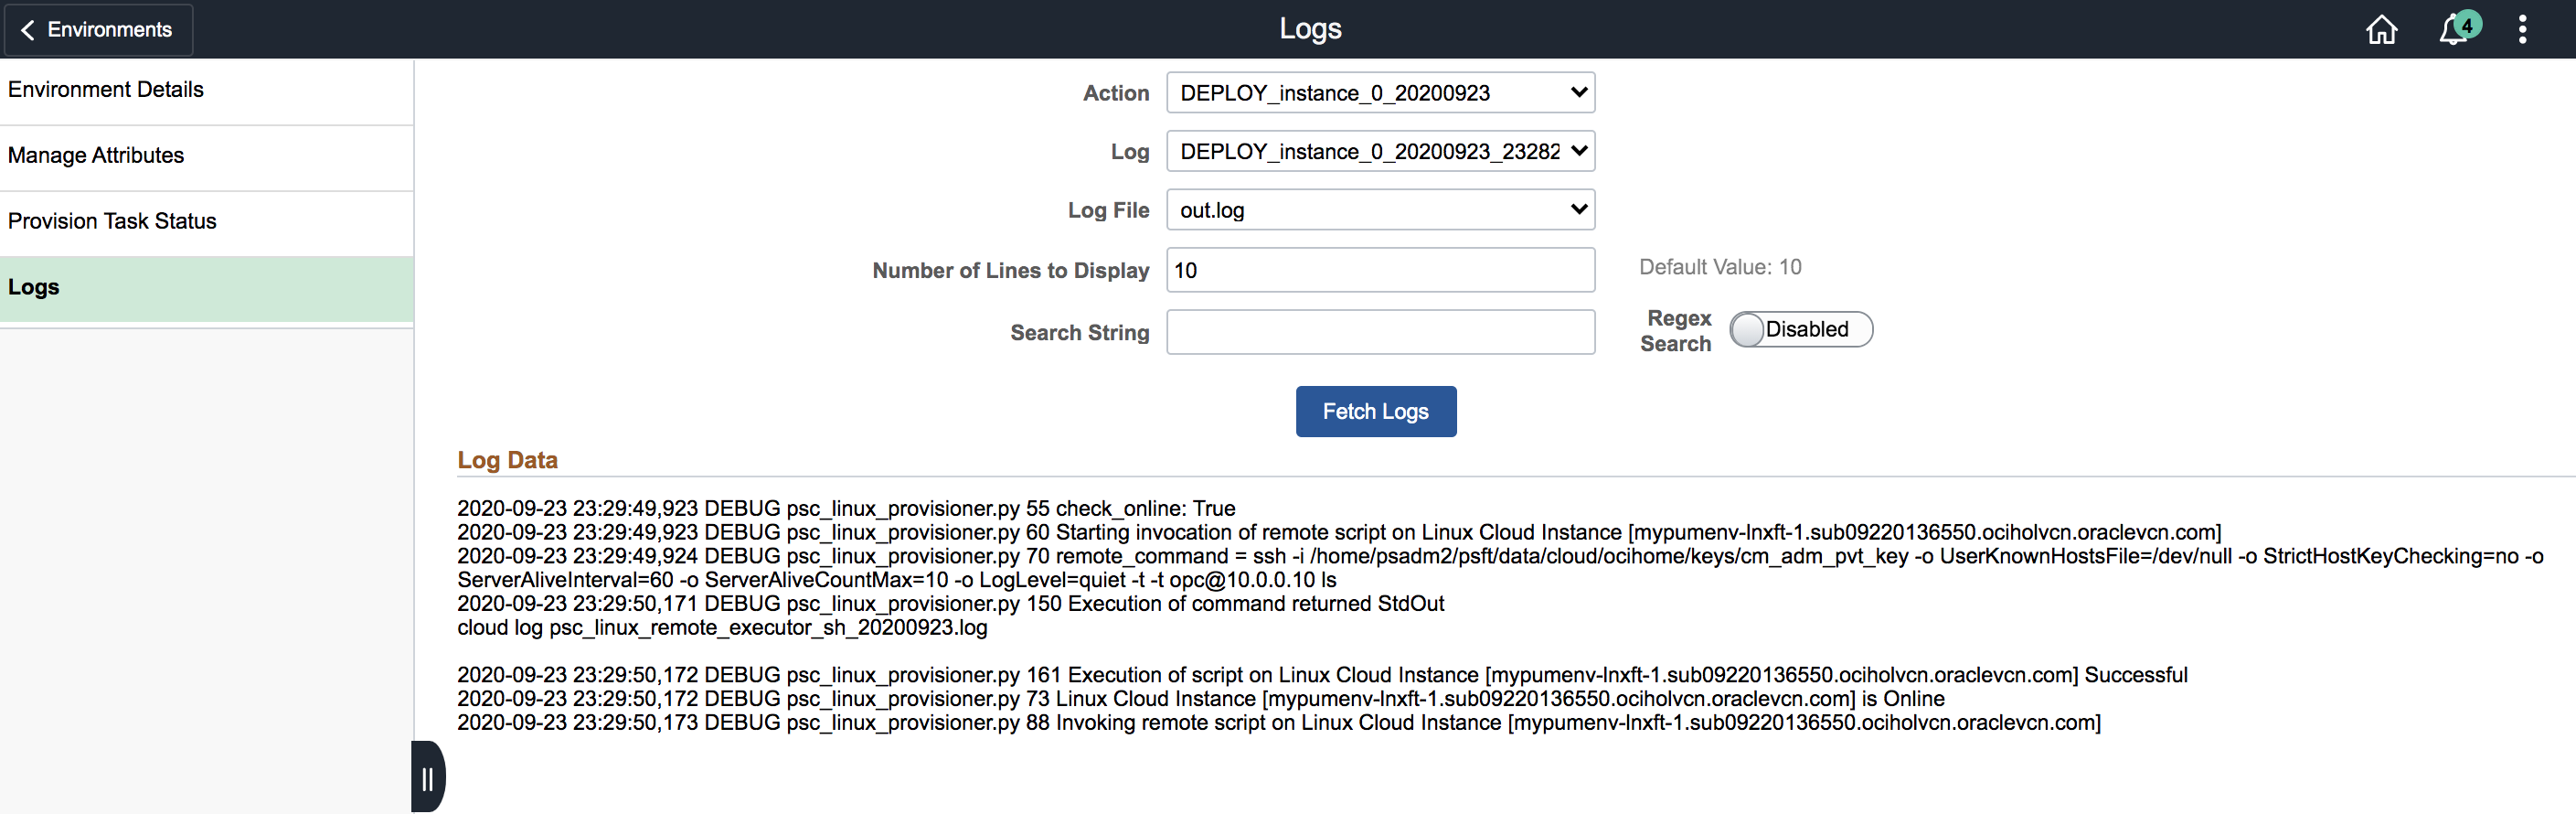 Environments
Logs
4
Environment Details
Manage Attributes
Provision Task Status
Logs
Action
DEPLOY_instance_0_20200923
Log
DEPLOY_instance_0_20200923_23282
Log File
out.log
Number of Lines to Display
10
Default Value: 10
Search String
Regex
Search
Disabled
Fetch Logs
Log Data
2020-09-23 23:29:49,923 DEBUG psc_linux_provisioner.py 55 check_online: True
2020-09-23 23:29:49,923 DEBUG psc_linux_provisioner.py 60 Starting invocation of remote script on Linux Cloud Instance [mypumenv-lnxft-1.sub09220136550.ociholvcn.oraclevcn.com]
2020-09-23 23:29:49,924 DEBUG psc_linux_provisioner.py 70 remote_command = ssh -i /home/psadm2/psft/data/cloud/ocihome/keys/cm_adm_pvt_key -o UserKnownHostsFile=/dev/null -o StrictHostKeyChecking=no -o
ServerAliveInterval=60 -o ServerAliveCountMax=10 -o LogLevel=quiet -t -t opc@10.0.0.10 ls
2020-09-23 23:29:50,171 DEBUG psc_linux_provisioner.py 150 Execution of command returned StdOut
cloud log psc_linux_remote_executor_sh_20200923.log
2020-09-23 23:29:50,172 DEBUG psc_linux_provisioner.py 161 Execution of script on Linux Cloud Instance [mypumenv-lnxft-1.sub09220136550.ociholvcn.oraclevcn.com] Successful
2020-09-23 23:29:50,172 DEBUG psc_linux_provisioner.py 73 Linux Cloud Instance [mypumenv-lnxft-1.sub09220136550.ociholvcn.oraclevcn.com] is Online
2020-09-23 23:29:50,173 DEBUG psc_linux_provisioner.py 88 Invoking remote script on Linux Cloud Instance [mypumenv-lnxft-1.sub09220136550.ociholvcn.oraclevcn.com]